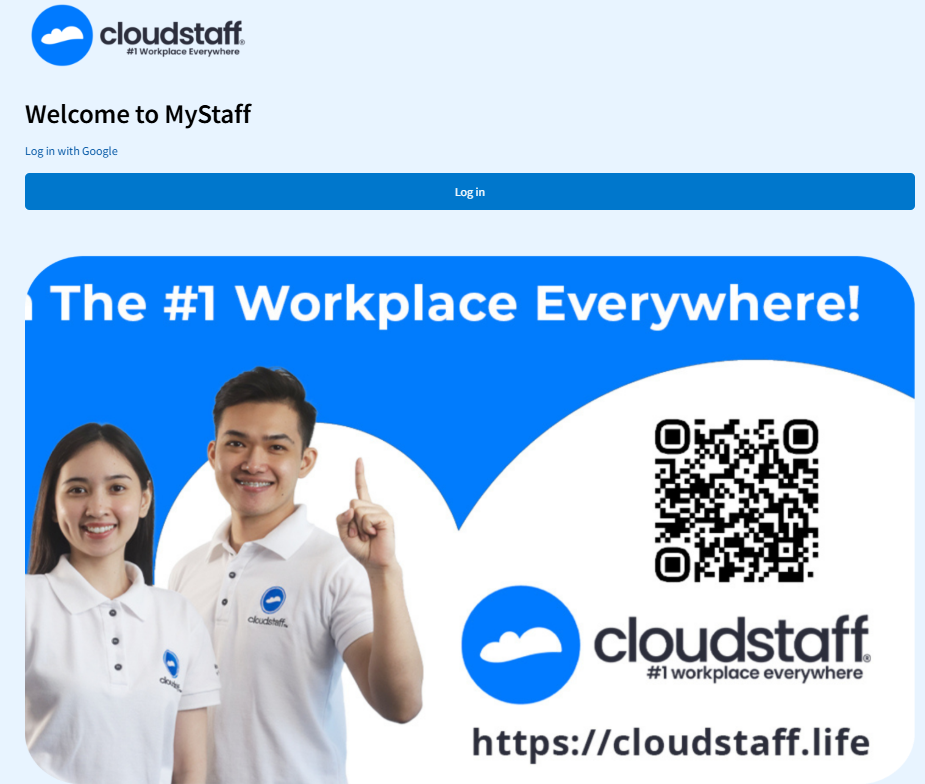 cloudstaff®
#1 Workplace Everywhere
Welcome to MyStaff
Log in with Google
Log in
The #1 Workplace Everywhere!
cloudstaff
cloudstaff®
#1 workplace everywhere
https://cloudstaff.life